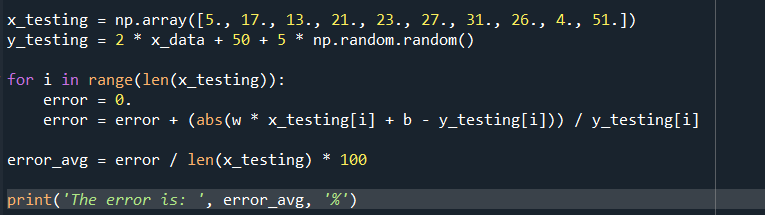 x_testing = np.array([5., 17., 13., 21., 23., 27., 31., 26., 4., 51.])
y_testing = 2 * x_data + 50 + 5 * np.random.random()
for i in range(len(x_testing)):
    error = 0.
    error = error + (abs(w * x_testing[i] + b - y_testing[i])) / y_testing[i]
error_avg = error / len(x_testing) * 100
print('The error is: ', error_avg, '%')